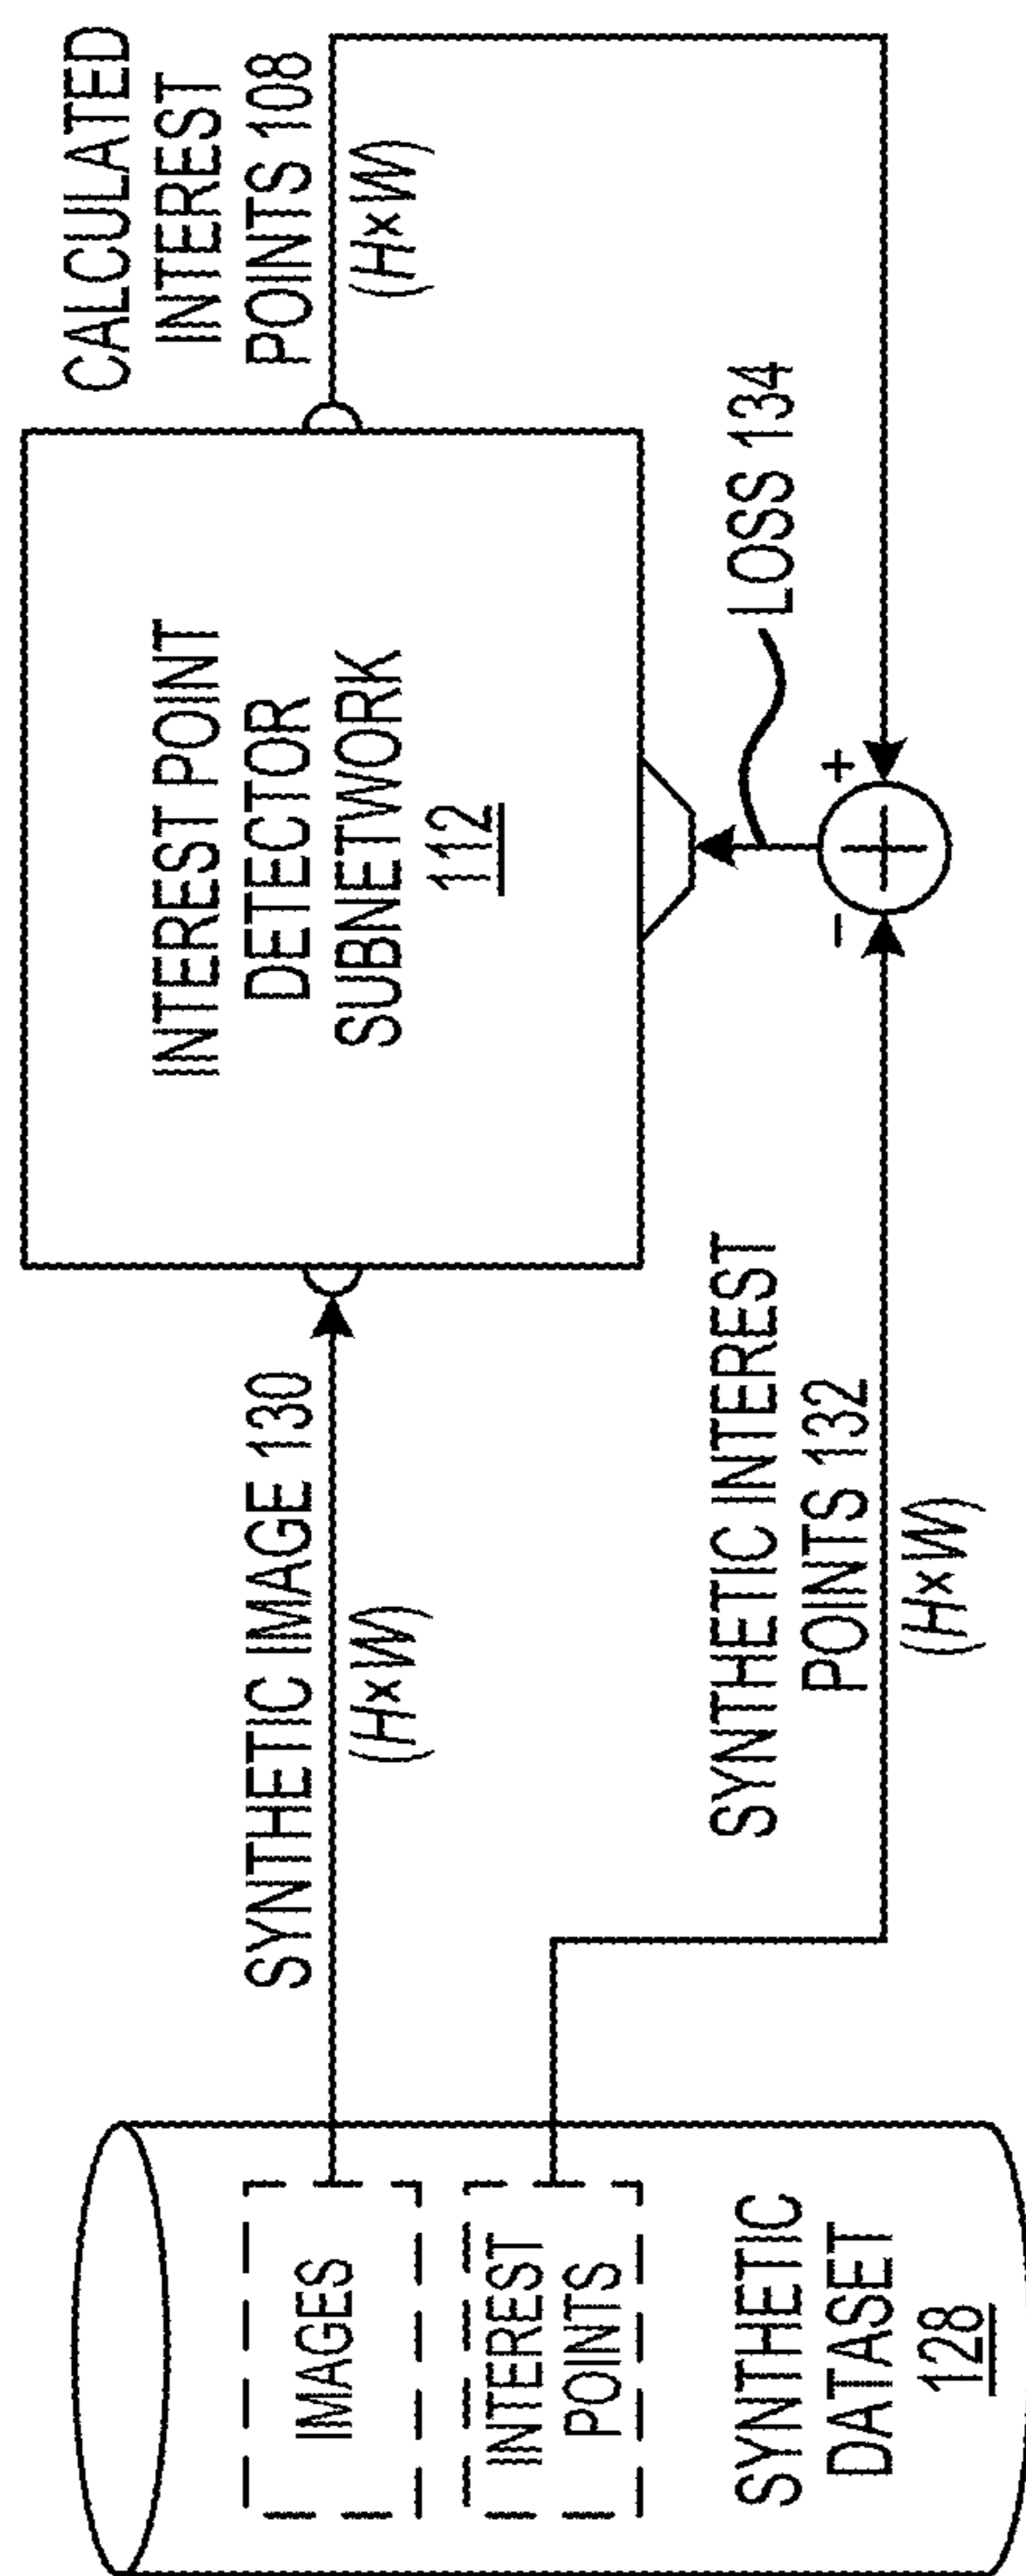 IMAGES
INTEREST
POINTS
SYNTHETIC
DATASET
128
SYNTHETIC IMAGE 130
(H×W)
SYNTHETIC INTEREST
POINTS 132
(H×W)
INTEREST POINT
DETECTOR
SUBNETWORK
112
−
+
LOSS 134
CALCULATED
INTEREST
POINTS 108
(H×W)